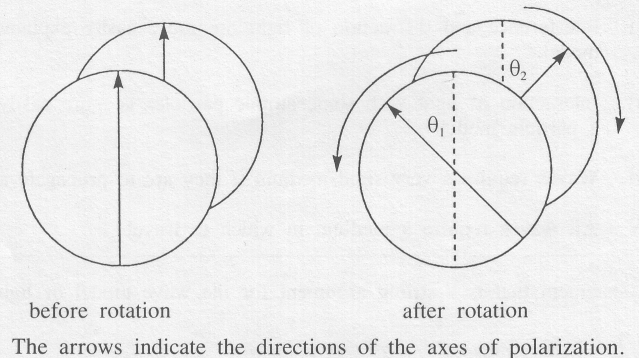 θ₁
θ₂
before rotation
after rotation
The arrows indicate the directions of the axes of polarization.